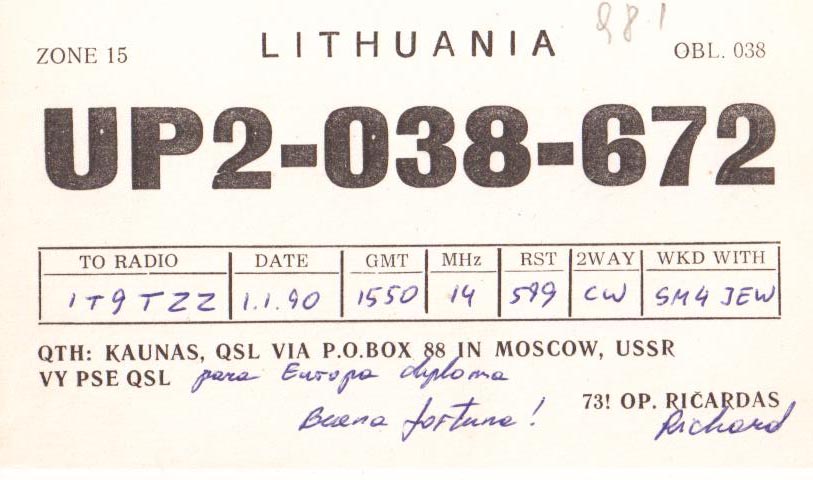 981
ZONE 15 LITHUANIA OBL. 038
UP2-038-672
TO RADIO DATE GMT MHz RST 2WAY WKD WITH
IT9TZZ 1.1.90 1550 14 599 CW SM4JEW
QTH: KAUNAS, QSL VIA P.O.BOX 88 IN MOSCOW, USSR
VY PSE QSL para Europa diploma
73! OP. RIČARDAS
Buena fortuna! Richard